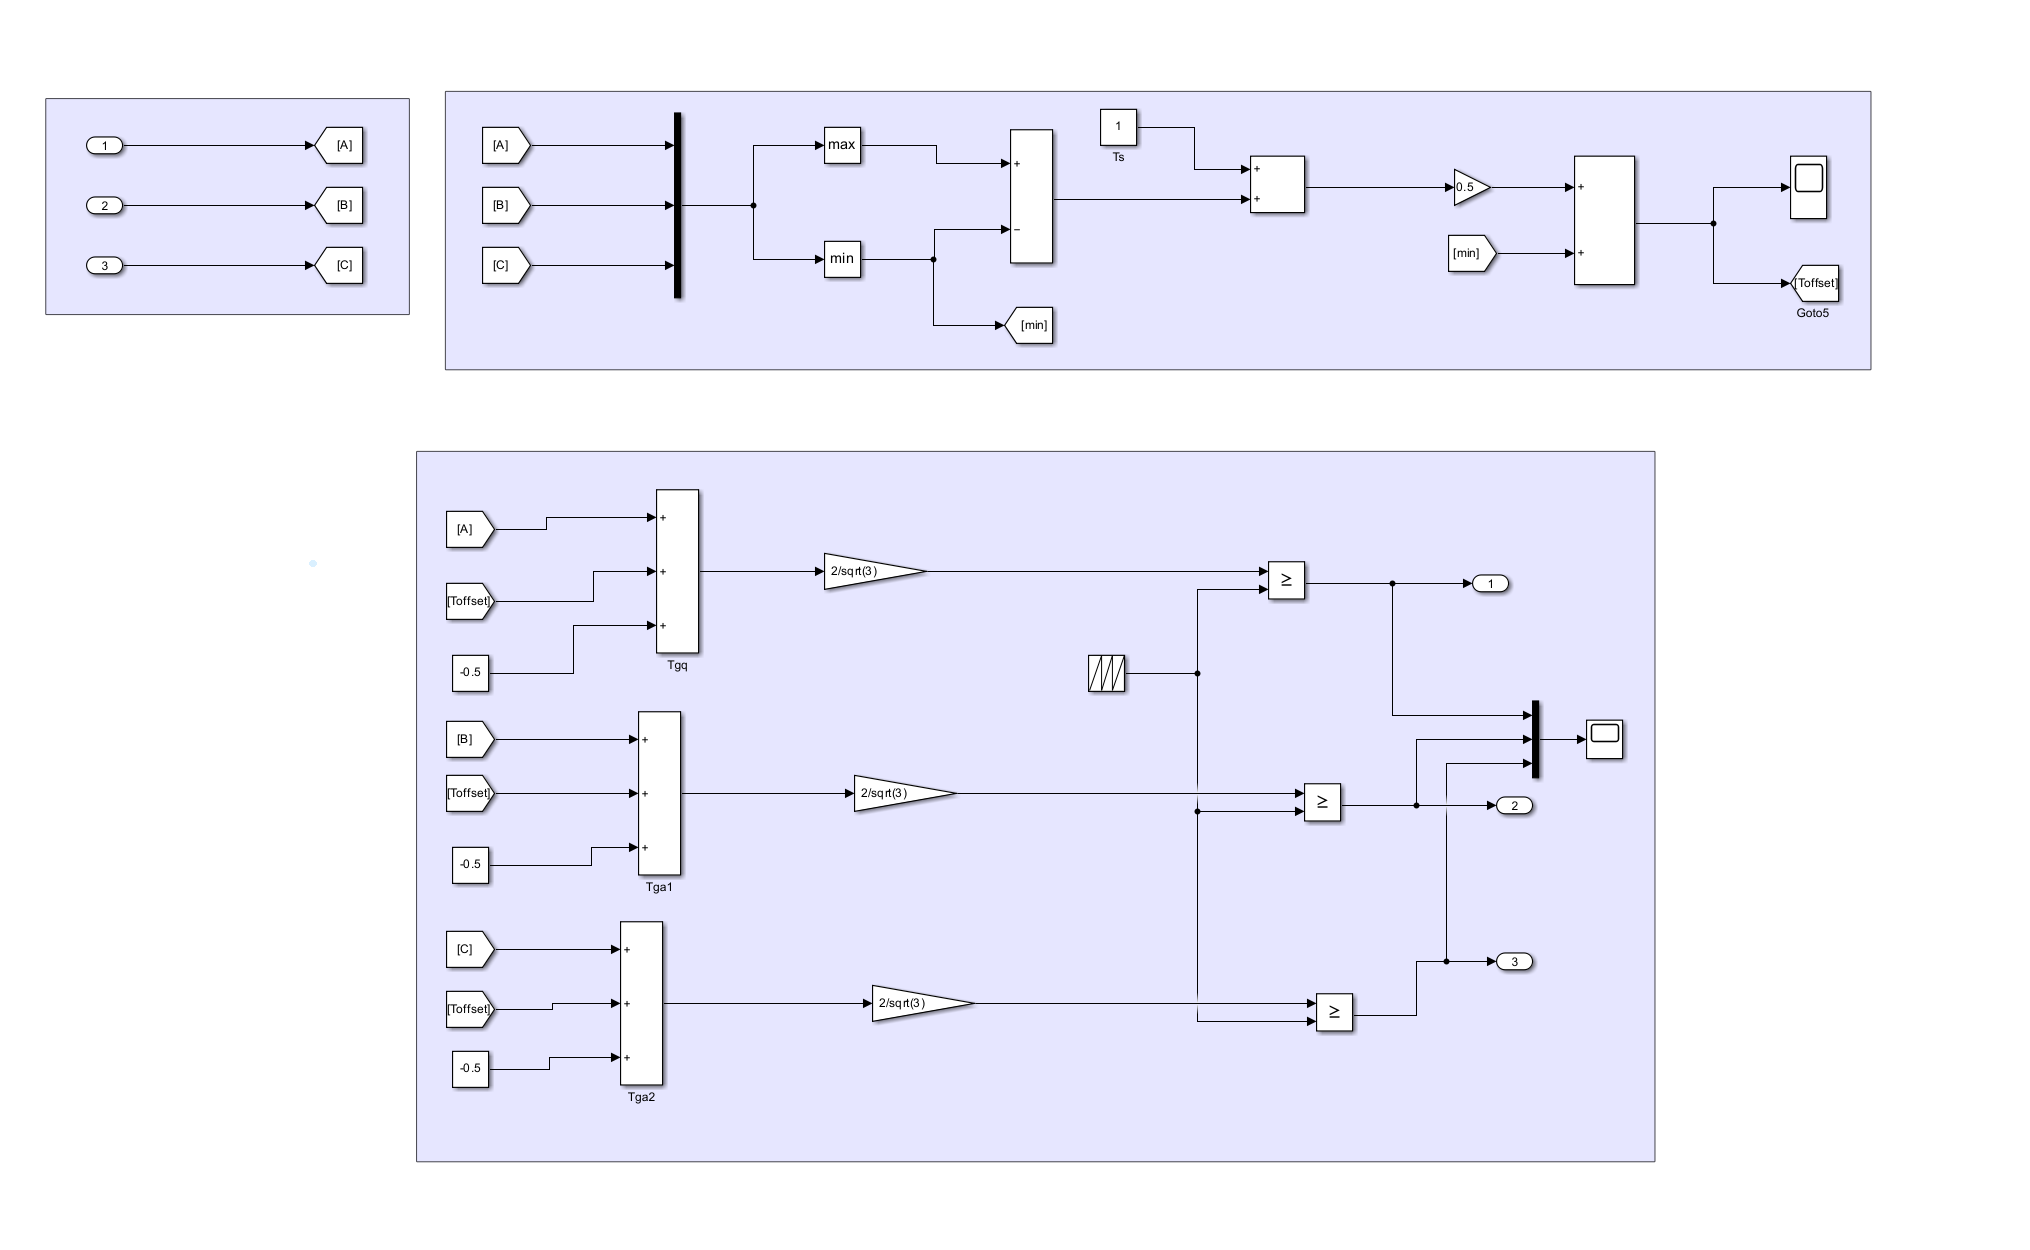 1
[A]
2
[B]
3
[C]
[A]
[B]
[C]
max
min
+
−
[min]
1
Ts
+
+
0.5
[min]
+
+
[Toffset]
Goto5
[A]
[Toffset]
-0.5
+
+
+
Tgq
2/sqrt(3)
≥
1
[B]
[Toffset]
-0.5
+
+
+
Tga1
2/sqrt(3)
≥
2
[C]
[Toffset]
-0.5
+
+
+
Tga2
2/sqrt(3)
≥
3